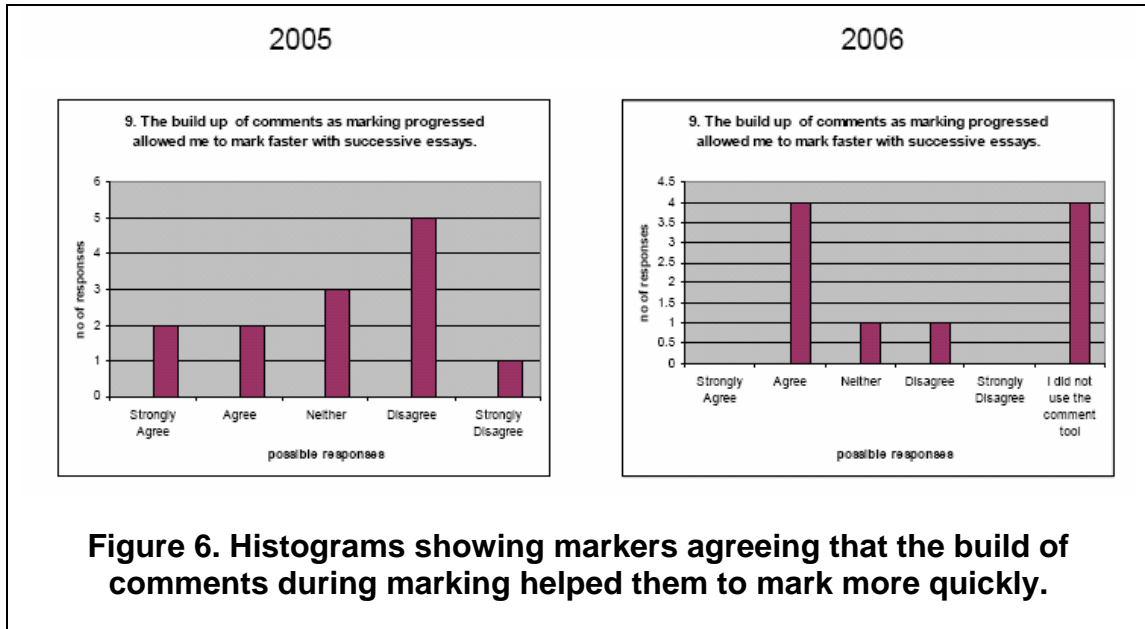 2005
2006
9. The build up of comments as marking progressed
allowed me to mark faster with successive essays.
6
5
4
3
2
1
0
no of responses
Strongly
Agree
Agree
Neither
Disagree
Strongly
Disagree
possible responses
9. The build up of comments as marking progressed
allowed me to mark faster with successive essays.
4.5
4
3.5
3
2.5
2
1.5
1
0.5
0
no of responses
Strongly
Agree
Agree
Neither
Disagree
Strongly
Disagree
I did not
use the
comment
tool
possible responses
Figure 6. Histograms showing markers agreeing that the build of
comments during marking helped them to mark more quickly.